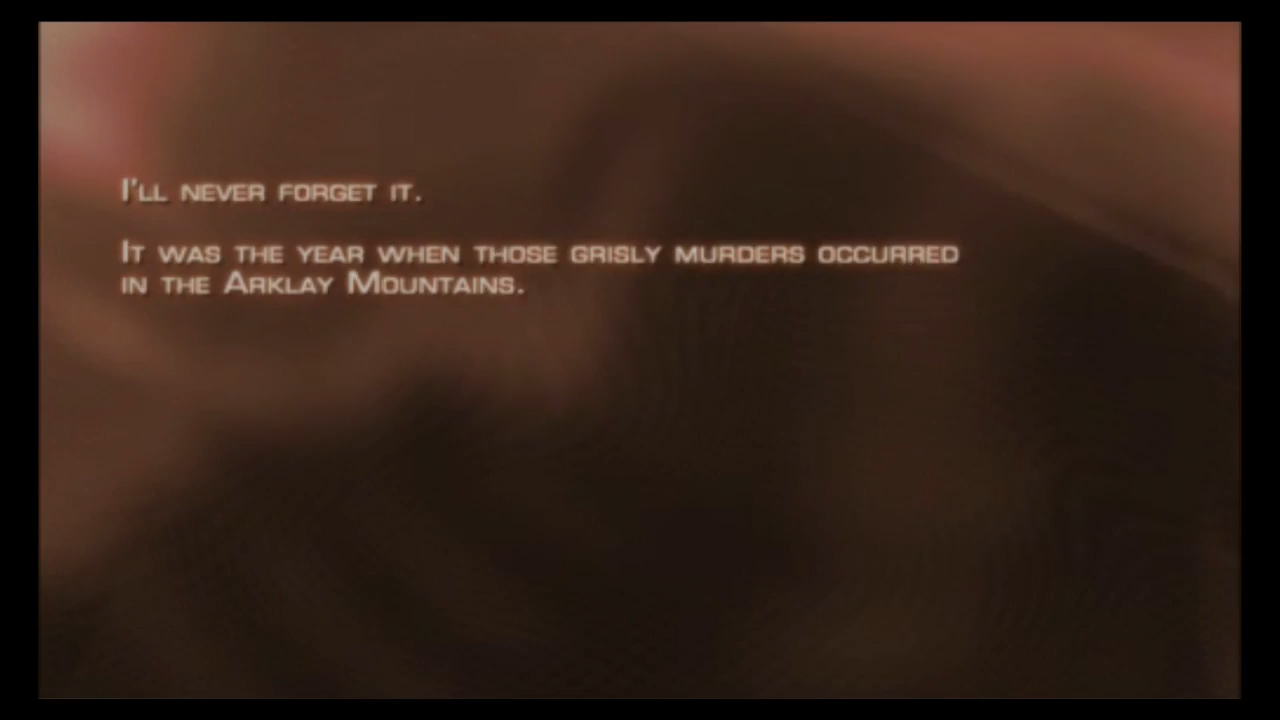 I'll never forget it.
It was the year when those grisly murders occurred
in the Arklay Mountains.